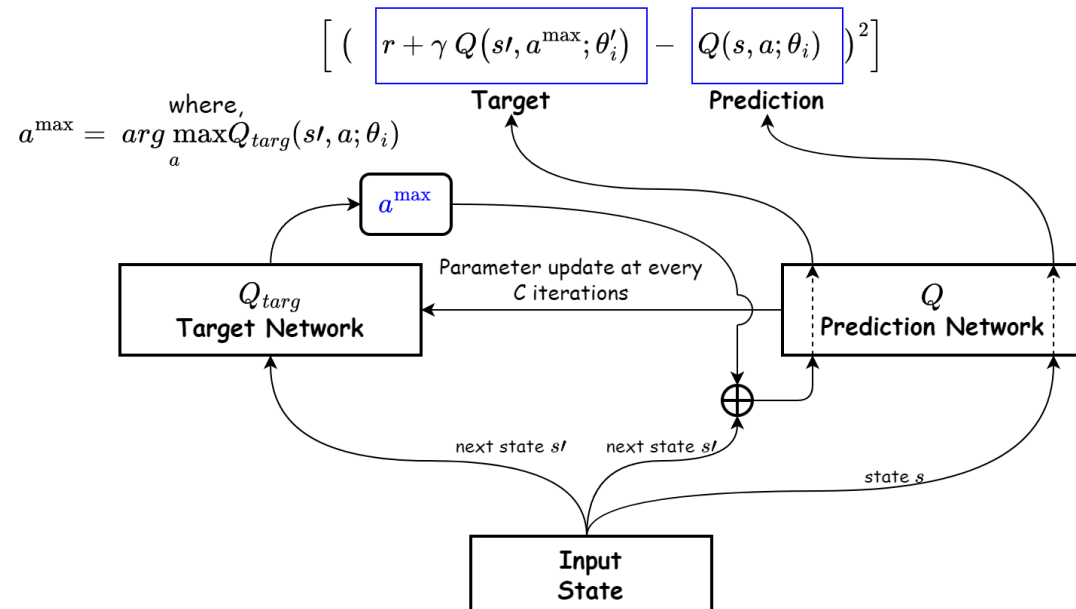 [ ( r + γ Q(s′, a^max; θ′_i) − Q(s, a; θ_i) )^2 ]
Target Prediction
where,
a^max = arg max_a Q_targ(s′, a; θ_i)
a^max
Parameter update at every
C iterations
Q_targ
Target Network
Q
Prediction Network
next state s′ next state s′
state s
Input
State